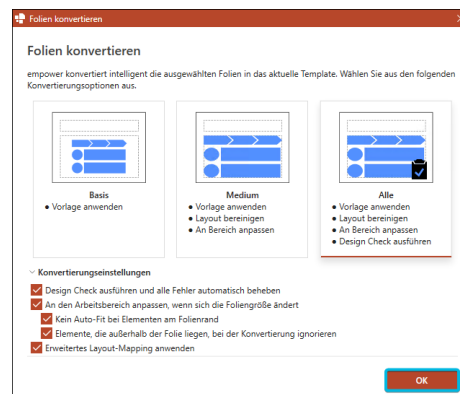 Folien konvertieren
Folien konvertieren
empower konvertiert intelligent die ausgewählten Folien in das aktuelle Template. Wählen Sie aus den folgenden
Konvertierungsoptionen aus.
Basis
• Vorlage anwenden
Medium
• Vorlage anwenden
• Layout bereinigen
• An Bereich anpassen
Alle
• Vorlage anwenden
• Layout bereinigen
• An Bereich anpassen
• Design Check ausführen
Konvertierungseinstellungen
Design Check ausführen und alle Fehler automatisch beheben
An den Arbeitsbereich anpassen, wenn sich die Foliengröße ändert
Kein Auto-Fit bei Elementen am Folienrand
Elemente, die außerhalb der Folie liegen, bei der Konvertierung ignorieren
Erweitertes Layout-Mapping anwenden
OK